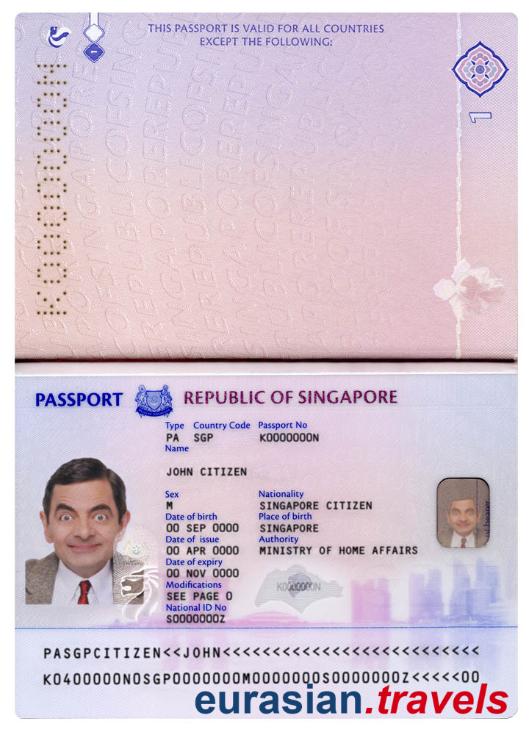 THIS PASSPORT IS VALID FOR ALL COUNTRIES
EXCEPT THE FOLLOWING:
1
K0000000N
PASSPORT REPUBLIC OF SINGAPORE
Type Country Code Passport No
PA SGP K0000000N
Name
JOHN CITIZEN
Sex Nationality
M SINGAPORE CITIZEN
Date of birth Place of birth
00 SEP 0000 SINGAPORE
Date of issue Authority
00 APR 0000 MINISTRY OF HOME AFFAIRS
Date of expiry
00 NOV 0000
Modifications
SEE PAGE 0
K0000000N
National ID No
S0000000Z
PASGPCITIZEN<<JOHN<<<<<<<<<<<<<<<<<<<<<<<<<<
K0400000N0SGP0000000M0000000S0000000Z<<<<<00
eurasian.travels